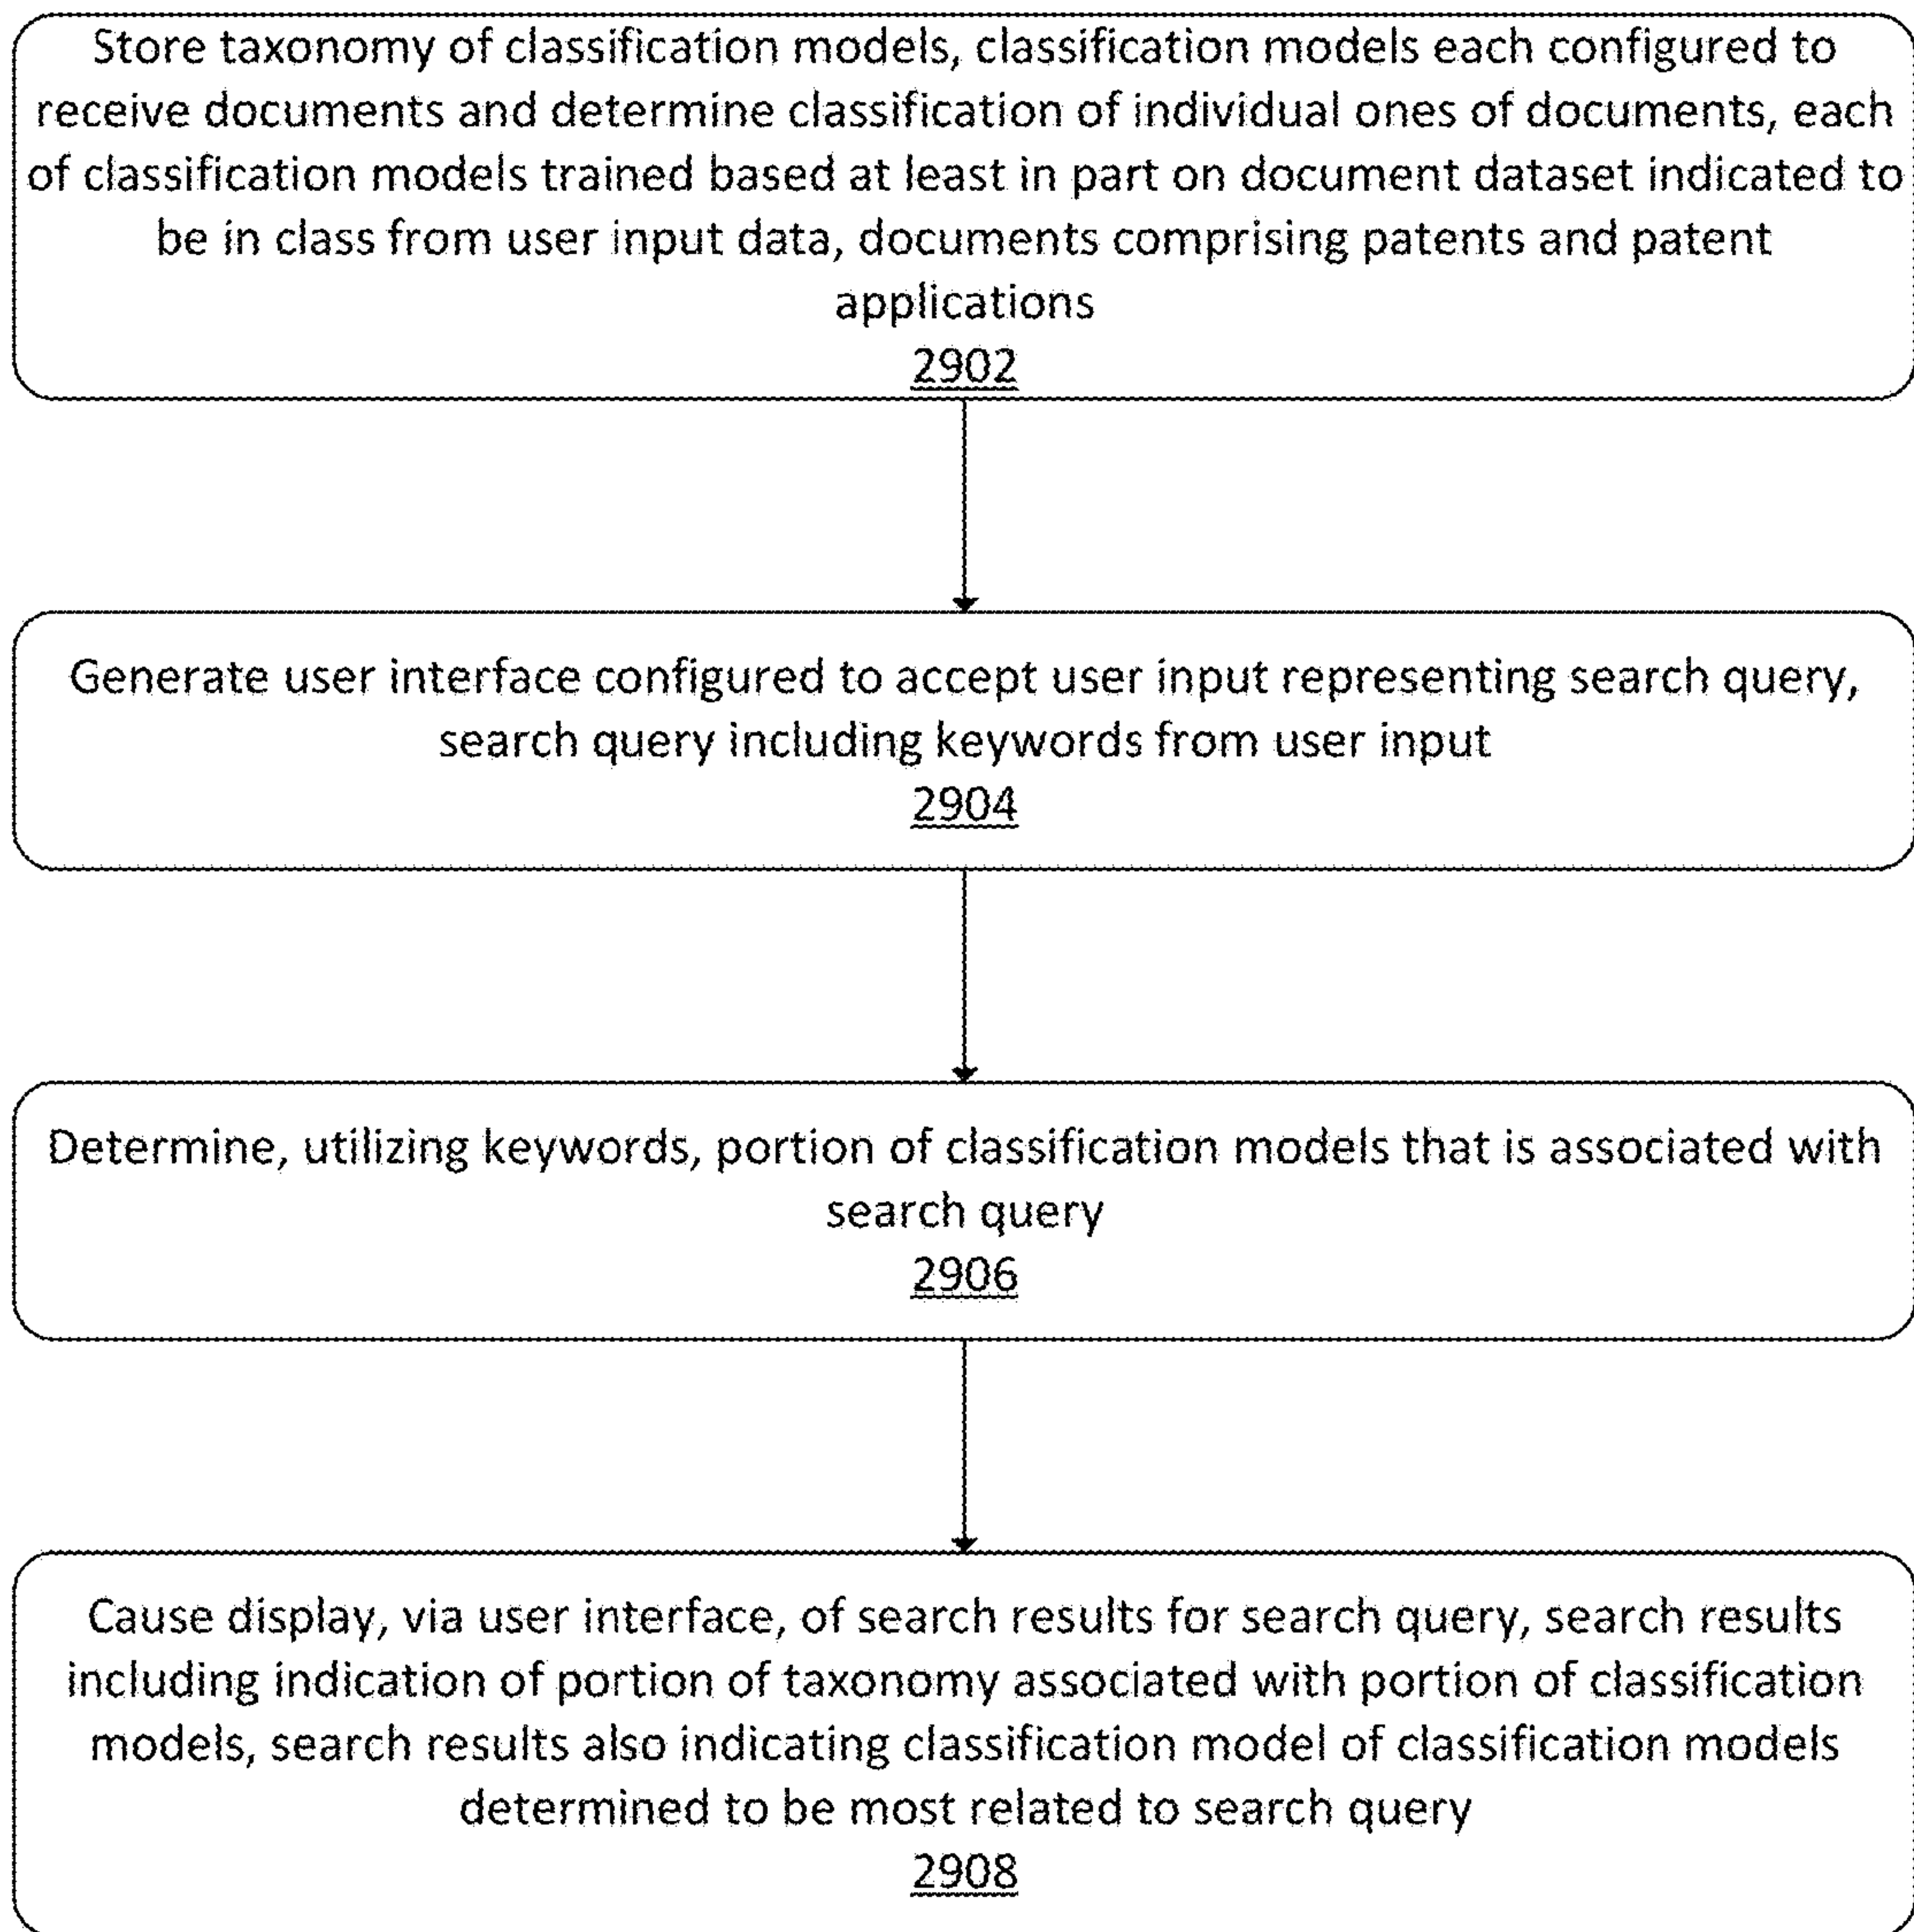 Store taxonomy of classification models, classification models each configured to
receive documents and determine classification of individual ones of documents, each
of classification models trained based at least in part on document dataset indicated to
be in class from user input data, documents comprising patents and patent
applications
2902
Generate user interface configured to accept user input representing search query,
search query including keywords from user input
2904
Determine, utilizing keywords, portion of classification models that is associated with
search query
2906
Cause display, via user interface, of search results for search query, search results
including indication of portion of taxonomy associated with portion of classification
models, search results also indicating classification model of classification models
determined to be most related to search query
2908